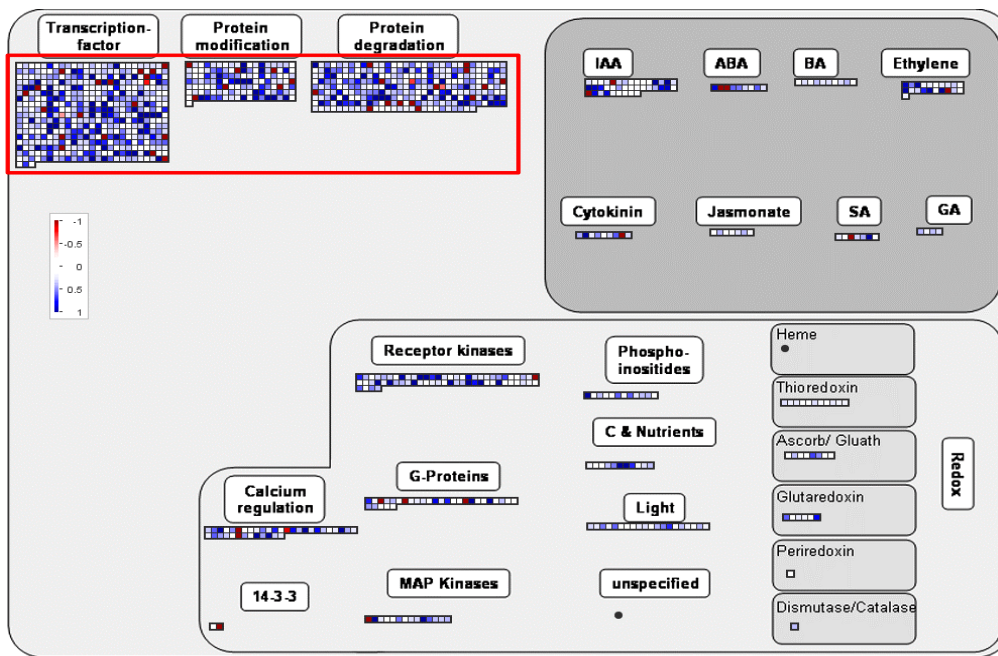 Transcription-
factor
Protein
modification
Protein
degradation
IAA
ABA
BA
Ethylene
Cytokinin
Jasmonate
SA
GA
-1
-0.5
0
0.5
1
Receptor kinases
Phospho-
inositides
C & Nutrients
G-Proteins
Calcium
regulation
Light
14-3-3
MAP Kinases
unspecified
Heme
Thioredoxin
Ascorb/ Gluath
Glutaredoxin
Periredoxin
Dismutase/Catalase
Redox